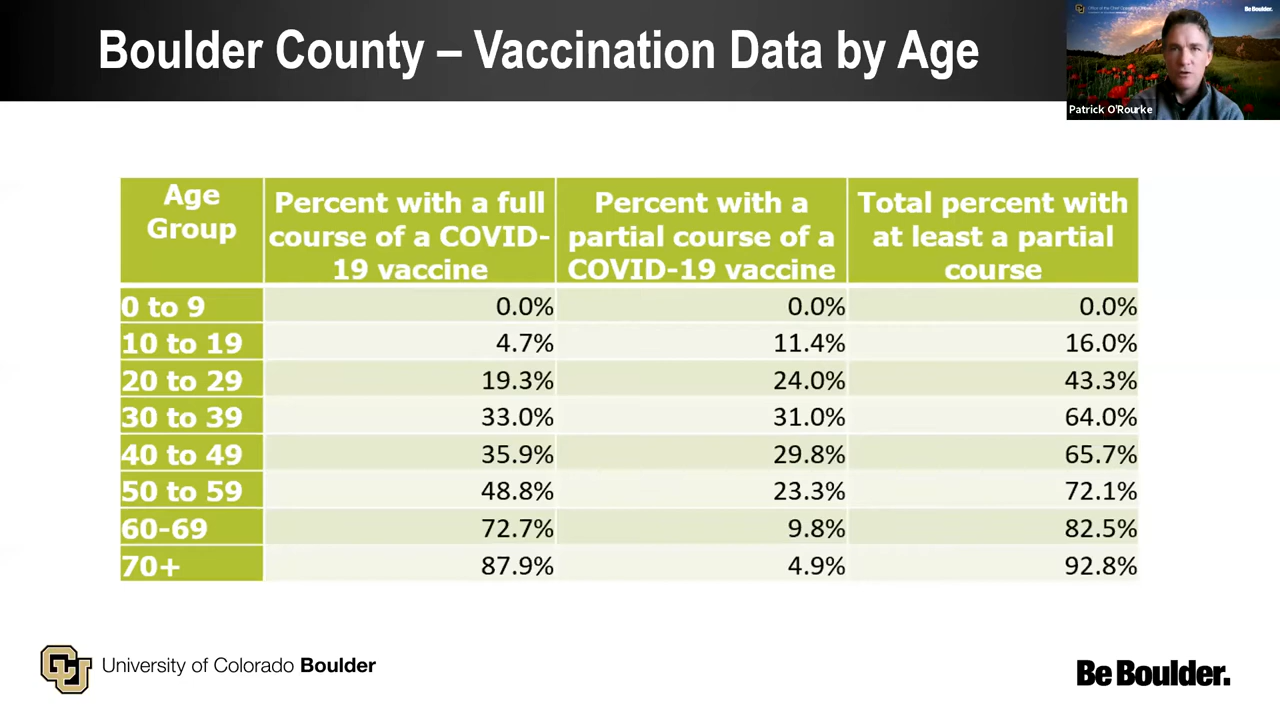 Boulder County – Vaccination Data by Age
Be Boulder.
Patrick O'Rourke
Age Group
Percent with a full course of a COVID-19 vaccine
Percent with a partial course of a COVID-19 vaccine
Total percent with at least a partial course
0 to 9 0.0% 0.0% 0.0%
10 to 19 4.7% 11.4% 16.0%
20 to 29 19.3% 24.0% 43.3%
30 to 39 33.0% 31.0% 64.0%
40 to 49 35.9% 29.8% 65.7%
50 to 59 48.8% 23.3% 72.1%
60-69 72.7% 9.8% 82.5%
70+ 87.9% 4.9% 92.8%
CU
University of Colorado Boulder
Be Boulder.